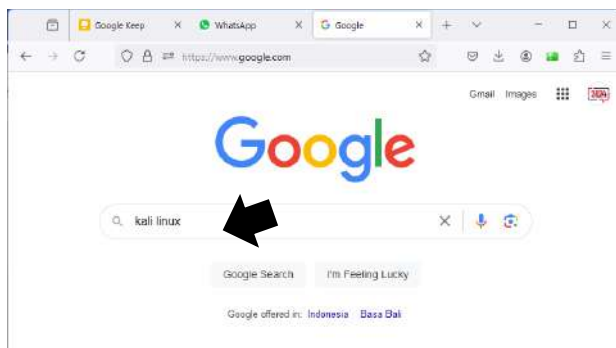 Google Keep WhatsApp Google
https://www.google.com
Gmail Images
Google
kali linux
Google Search I'm Feeling Lucky
Google offered in: Indonesia Basa Bali